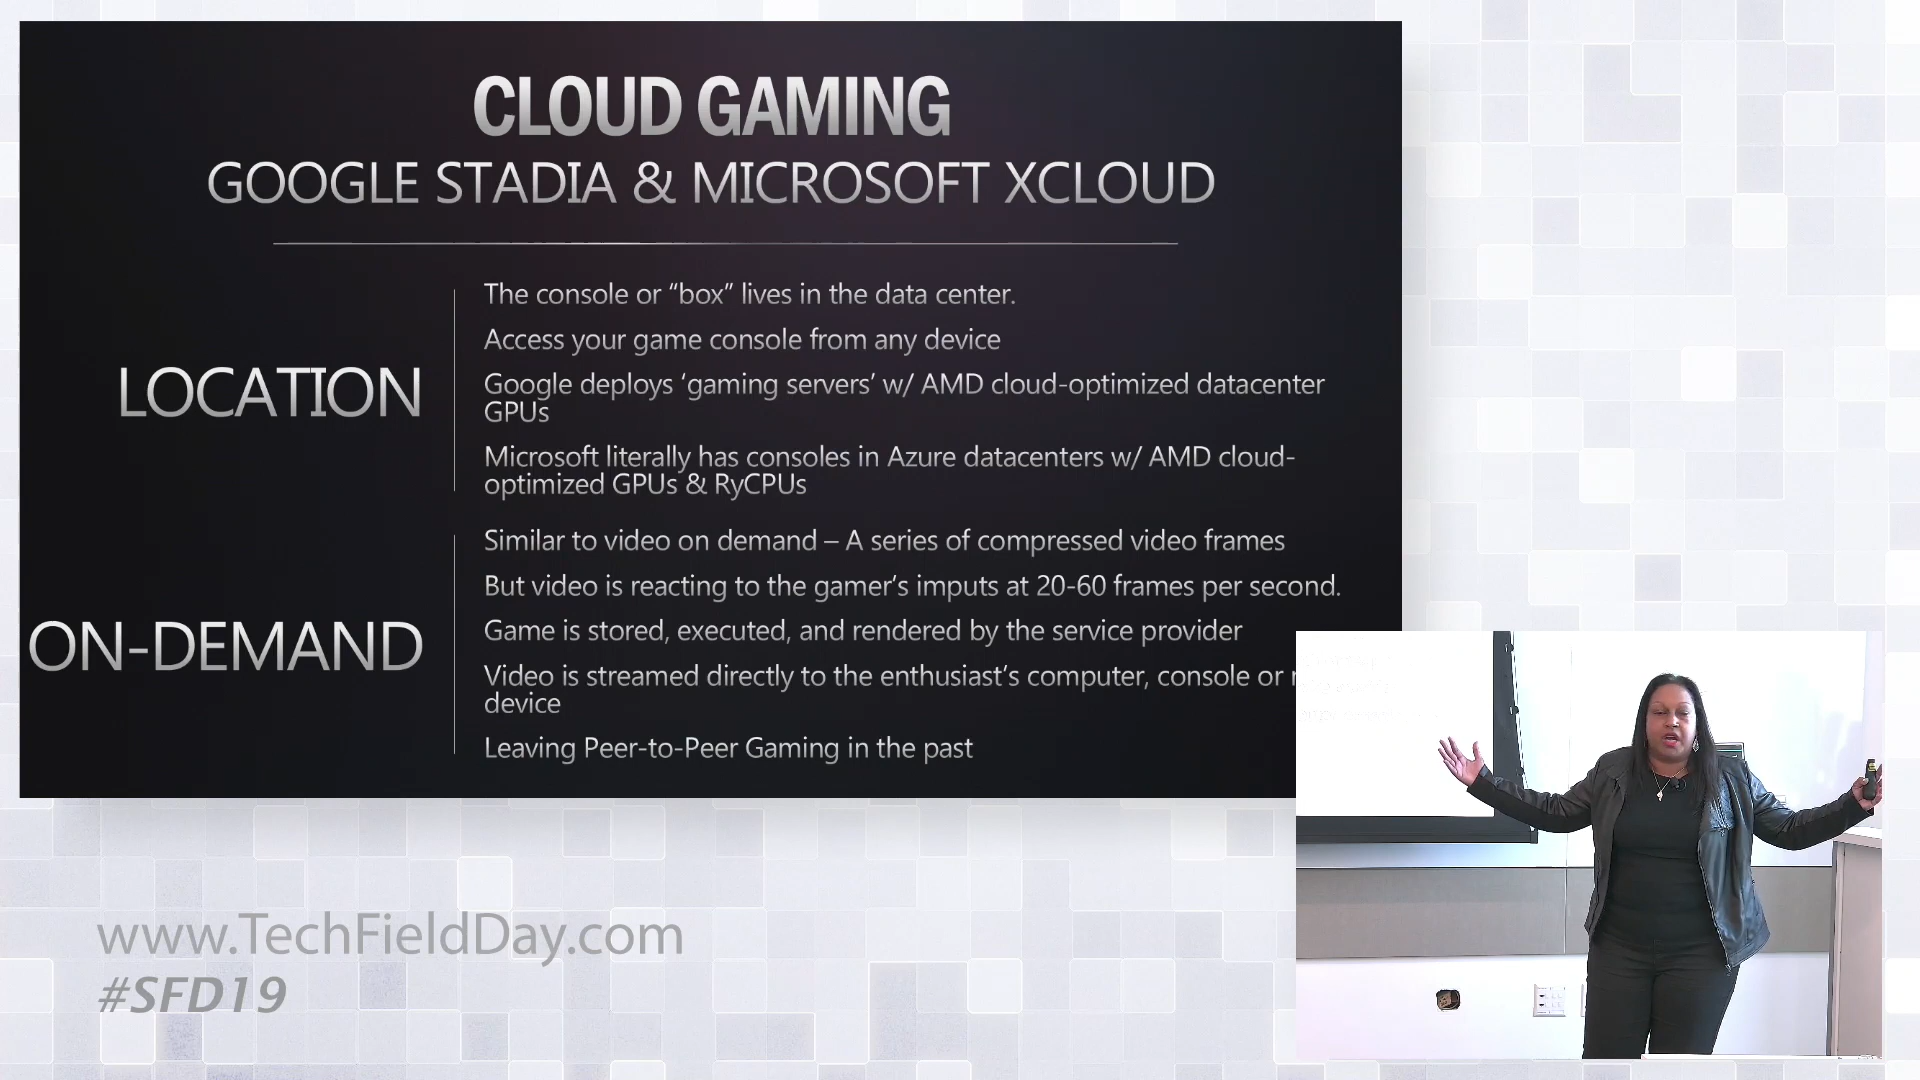 CLOUD GAMING
GOOGLE STADIA & MICROSOFT XCLOUD
LOCATION
The console or “box” lives in the data center.
Access your game console from any device
Google deploys ‘gaming servers’ w/ AMD cloud-optimized datacenter
GPUs
Microsoft literally has consoles in Azure datacenters w/ AMD cloud-
optimized GPUs & RyCPUs
ON-DEMAND
Similar to video on demand – A series of compressed video frames
But video is reacting to the gamer’s imputs at 20-60 frames per second.
Game is stored, executed, and rendered by the service provider
Video is streamed directly to the enthusiast’s computer, console or
device
Leaving Peer-to-Peer Gaming in the past
www.TechFieldDay.com
#SFD19